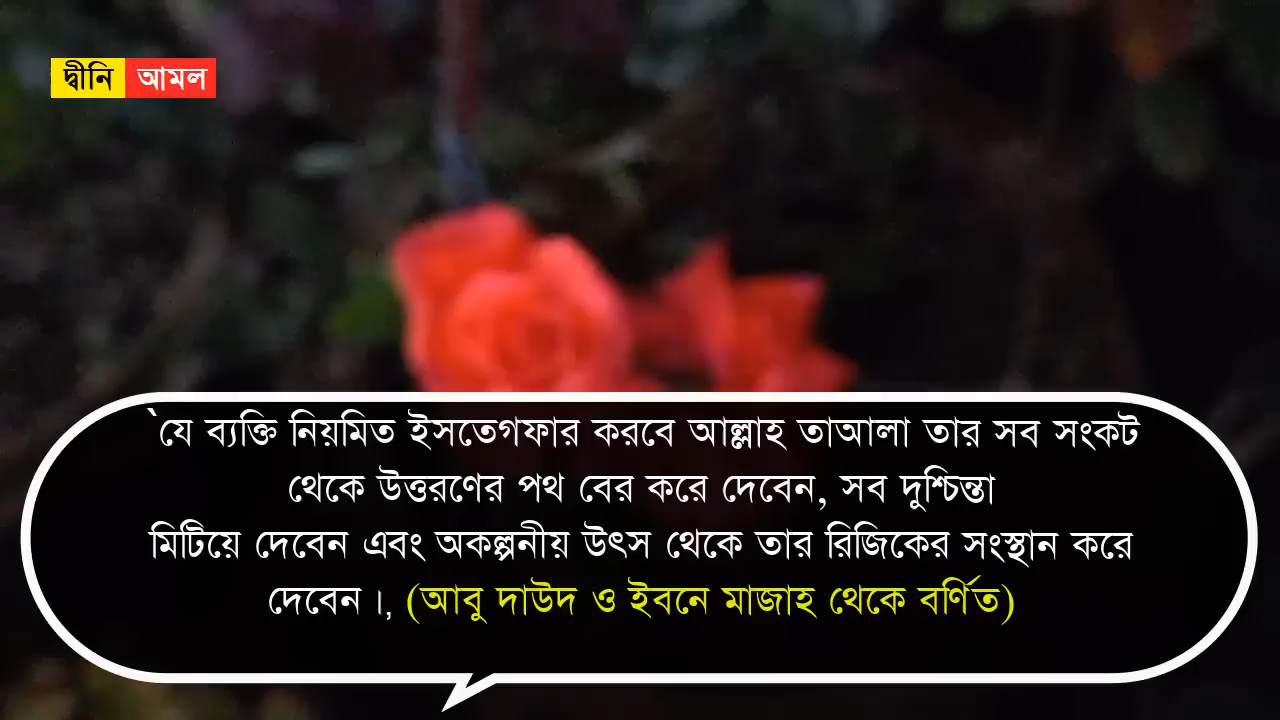 দ্বীনি আমল
`যে ব্যক্তি নিয়মিত ইসতেগফার করবে আল্লাহ তাআলা তার সব সংকট
থেকে উত্তরণের পথ বের করে দেবেন, সব দুশ্চিন্তা
মিটিয়ে দেবেন এবং অকল্পনীয় উৎস থেকে তার রিজিকের সংস্থান করে
দেবেন।, (আবু দাউদ ও ইবনে মাজাহ থেকে বর্ণিত)